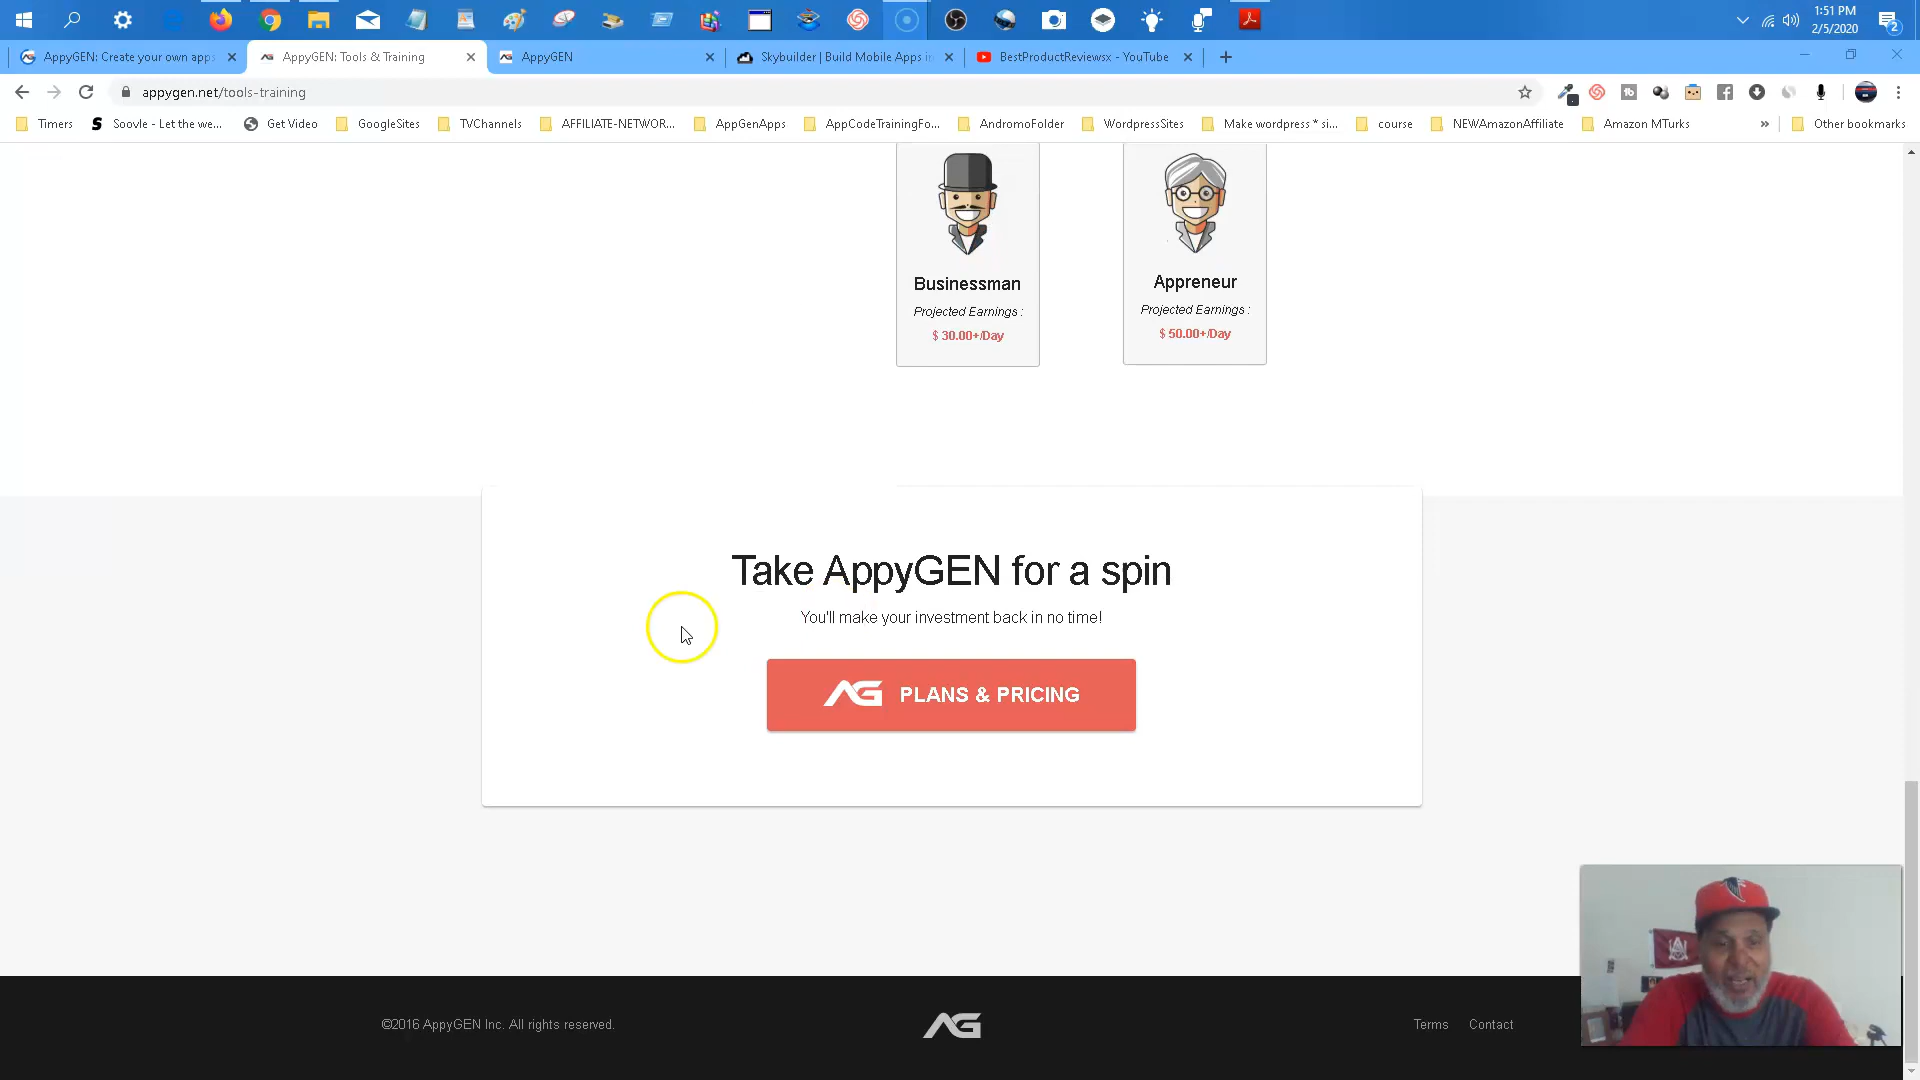 1:51 PM
2/5/2020
2
AppyGEN: Create your own apps
AppyGEN: Tools & Training
AppyGEN
Skybuilder | Build Mobile Apps in
BestProductReviewsx - YouTube
appygen.net/tools-training
Timers
Soovle - Let the we...
Get Video
GoogleSites
TVChannels
AFFILIATE-NETWOR...
AppGenApps
AppCodeTrainingFo...
AndromoFolder
WordpressSites
Make wordpress * si...
course
NEWAmazonAffiliate
Amazon MTurks
»
Other bookmarks
Businessman
Projected Earnings :
$ 30.00+/Day
Appreneur
Projected Earnings :
$ 50.00+/Day
Take AppyGEN for a spin
You'll make your investment back in no time!
AG PLANS & PRICING
©2016 AppyGEN Inc. All rights reserved.
AG
Terms
Contact